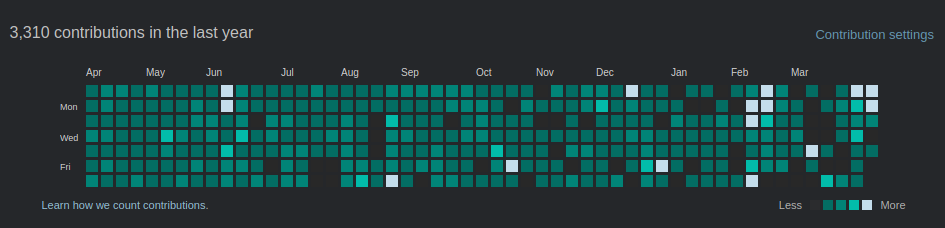 3,310 contributions in the last year
Contribution settings
Apr May Jun Jul Aug Sep Oct Nov Dec Jan Feb Mar
Mon
Wed
Fri
Learn how we count contributions.
Less More